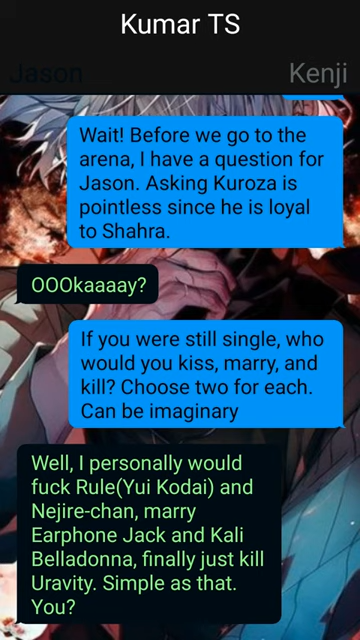 Kumar TS
Jason
Kenji
Wait! Before we go to the
arena, I have a question for
Jason. Asking Kuroza is
pointless since he is loyal
to Shahra.
OOOkaaaay?
If you were still single, who
would you kiss, marry, and
kill? Choose two for each.
Can be imaginary
Well, I personally would
fuck Rule(Yui Kodai) and
Nejire-chan, marry
Earphone Jack and Kali
Belladonna, finally just kill
Uravity. Simple as that.
You?